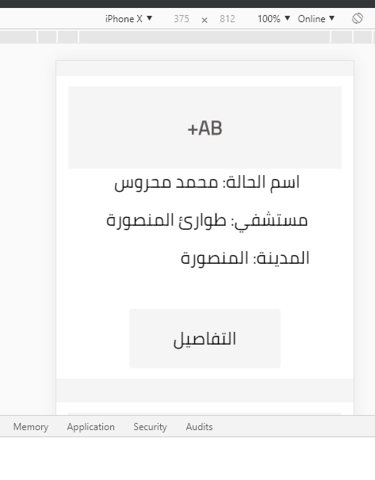 iPhone X ▼ 375 × 812 100% ▼ Online ▼
+AB
اسم الحالة: محمد محروس
مستشفي: طوارئ المنصورة
المدينة: المنصورة
التفاصيل
Memory Application Security Audits